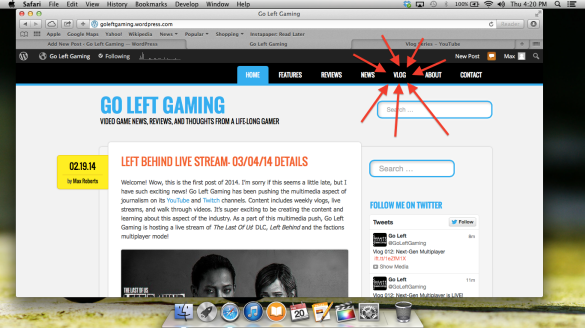 Safari File Edit View History Bookmarks Develop Window Help
100% Thu 4:20 PM
Go Left Gaming
goleftgaming.wordpress.com
Reader
Apple Google Maps Yahoo! Wikipedia News Popular Shopping Instapaper Read Later
Add New Post ‹ Go Left Gaming — WordPress
Go Left Gaming
Vlog Series - YouTube
Go Left Gaming Following
New Post Max
HOME FEATURES REVIEWS NEWS VLOG ABOUT CONTACT
GO LEFT GAMING
VIDEO GAME NEWS, REVIEWS, AND THOUGHTS FROM A LIFE-LONG GAMER
Search ...
02.19.14
by Max Roberts
LEFT BEHIND LIVE STREAM- 03/04/14 DETAILS
Welcome! Wow, this is the first post of 2014. I'm sorry if this seems a little late, but I
have such exciting news! Go Left Gaming has been pushing the multimedia aspect of
journalism on its YouTube and Twitch channels. Content includes weekly vlogs, live
streams, and walk through videos. It's super exciting to be creating the content and
learning about this aspect of the industry. As a part of this multimedia push, Go Left
Gaming is hosting a live stream of The Last Of Us DLC, Left Behind and the factions
multiplayer mode!
THE LAST OF US
Search ...
FOLLOW ME ON TWITTER
Tweets
Follow
Go Left
@GoLeftGaming
Vlog 012: Next-Gen Multiplayer
Show Media
Go Left
@GoLeftGaming
Vlog 012: Next-Gen
Multiplayer is LIVE!
20